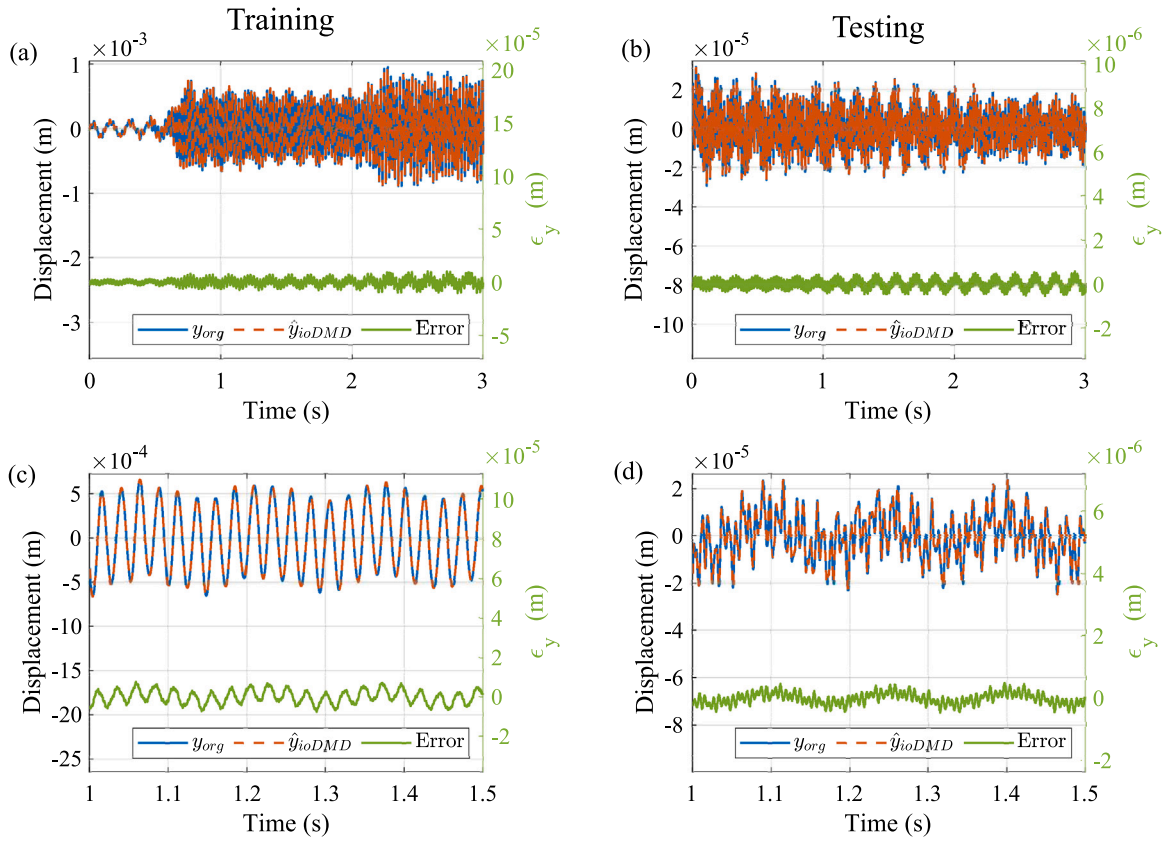 Training
Testing
(a)
×10⁻³
×10⁻⁵
1
0
-1
-2
-3
20
15
10
5
0
-5
Displacement (m)
ϵ_y (m)
y_org ŷ_ioDMD Error
0 1 2 3
Time (s)
(b)
×10⁻⁵
×10⁻⁶
2
0
-2
-4
-6
-8
-10
10
8
6
4
2
0
-2
Displacement (m)
ϵ_y (m)
y_org ŷ_ioDMD Error
0 1 2 3
Time (s)
(c)
×10⁻⁴
×10⁻⁵
5
0
-5
-10
-15
-20
-25
10
8
6
4
2
0
-2
Displacement (m)
ϵ_y (m)
y_org ŷ_ioDMD Error
1 1.1 1.2 1.3 1.4 1.5
Time (s)
(d)
×10⁻⁵
×10⁻⁶
2
0
-2
-4
-6
-8
6
4
2
0
-2
Displacement (m)
ϵ_y (m)
y_org ŷ_ioDMD Error
1 1.1 1.2 1.3 1.4 1.5
Time (s)